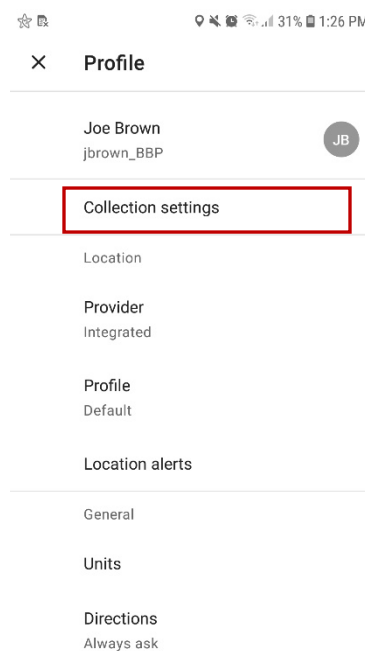 31% 1:26 PM
Profile
Joe Brown
jbrown_BBP
JB
Collection settings
Location
Provider
Integrated
Profile
Default
Location alerts
General
Units
Directions
Always ask